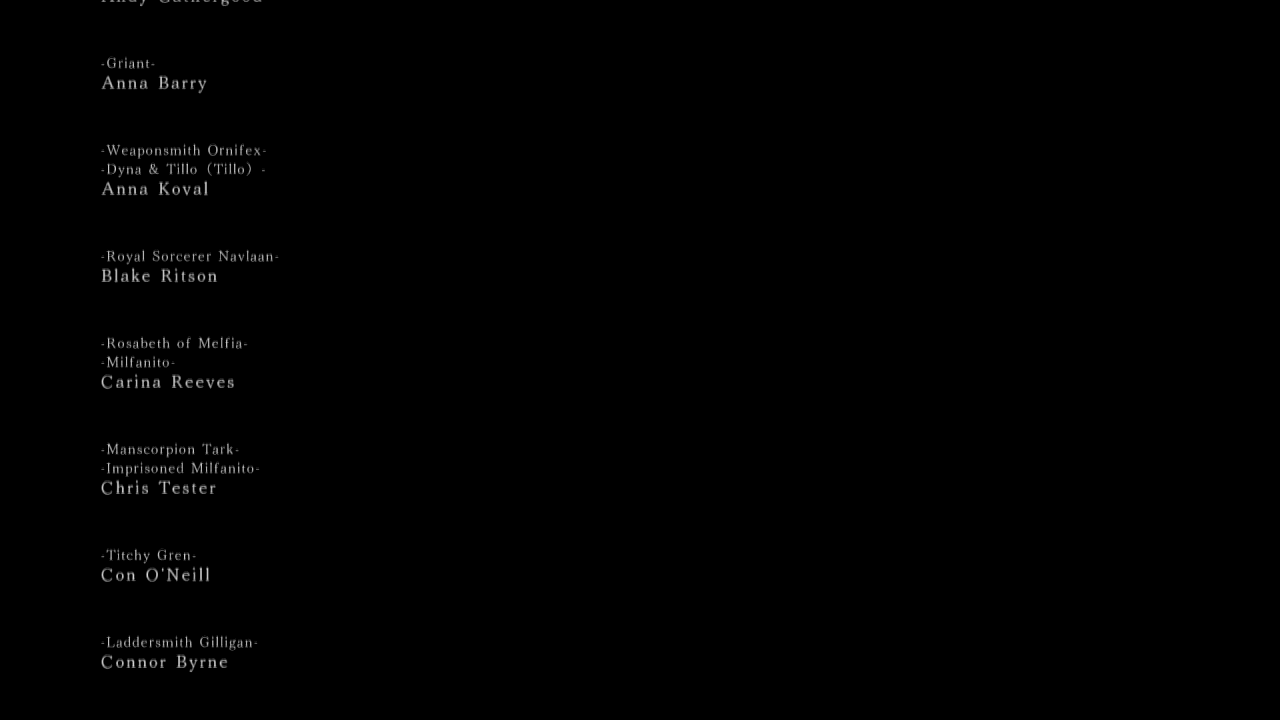 -Griant-
Anna Barry
-Weaponsmith Ornifex-
-Dyna & Tillo (Tillo) -
Anna Koval
-Royal Sorcerer Navlaan-
Blake Ritson
-Rosabeth of Melfia-
-Milfanito-
Carina Reeves
-Manscorpion Tark-
-Imprisoned Milfanito-
Chris Tester
-Titchy Gren-
Con O'Neill
-Laddersmith Gilligan-
Connor Byrne